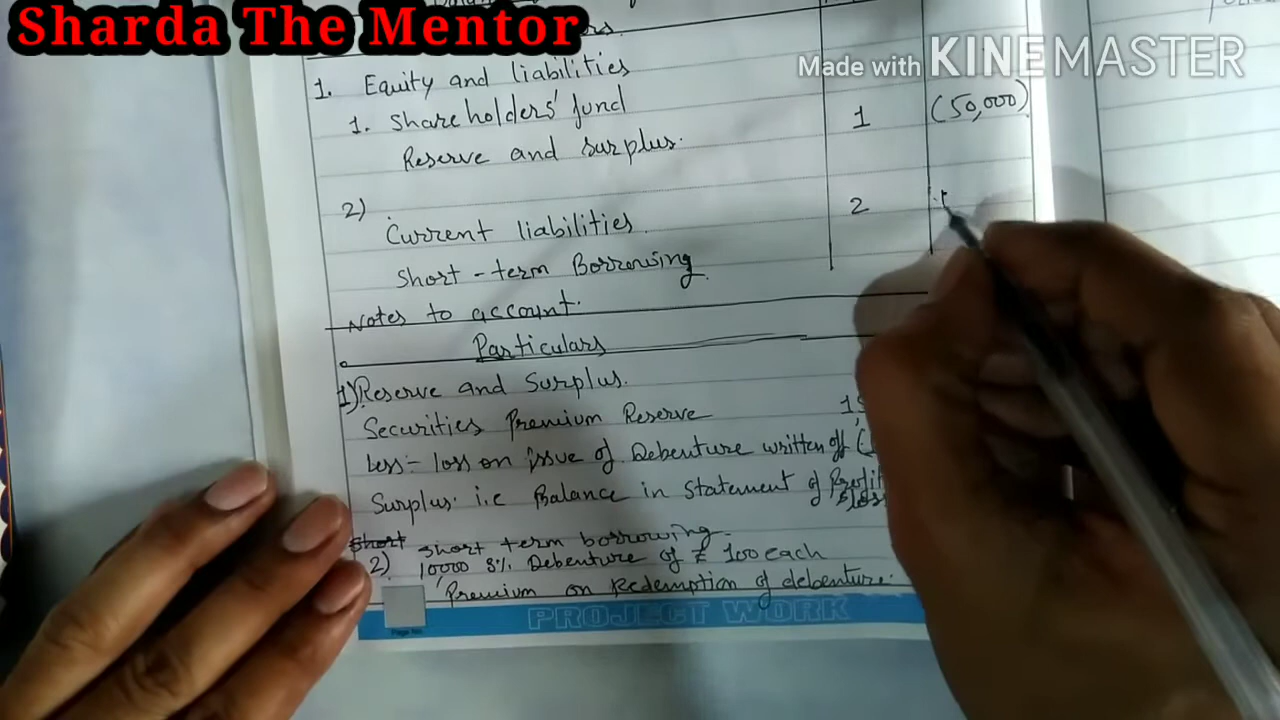 Sharda The Mentor
Made with KINEMASTER
1. Equity and liabilities
1. Shareholders' fund
Reserve and surplus. 1 (50,000)
2)
Current liabilities 2
Short-term Borrowing
Notes to account.
Particulars
1) Reserve and Surplus.
Securities Premium Reserve
Less:- loss on issue of Debenture written off
Surplus. i.e Balance in statement of Profit
short short term borrowing
2) 10000 8% Debenture of ₹ 100 each
Premium on Redemption of debenture.
PROJECT WORK
Page No.